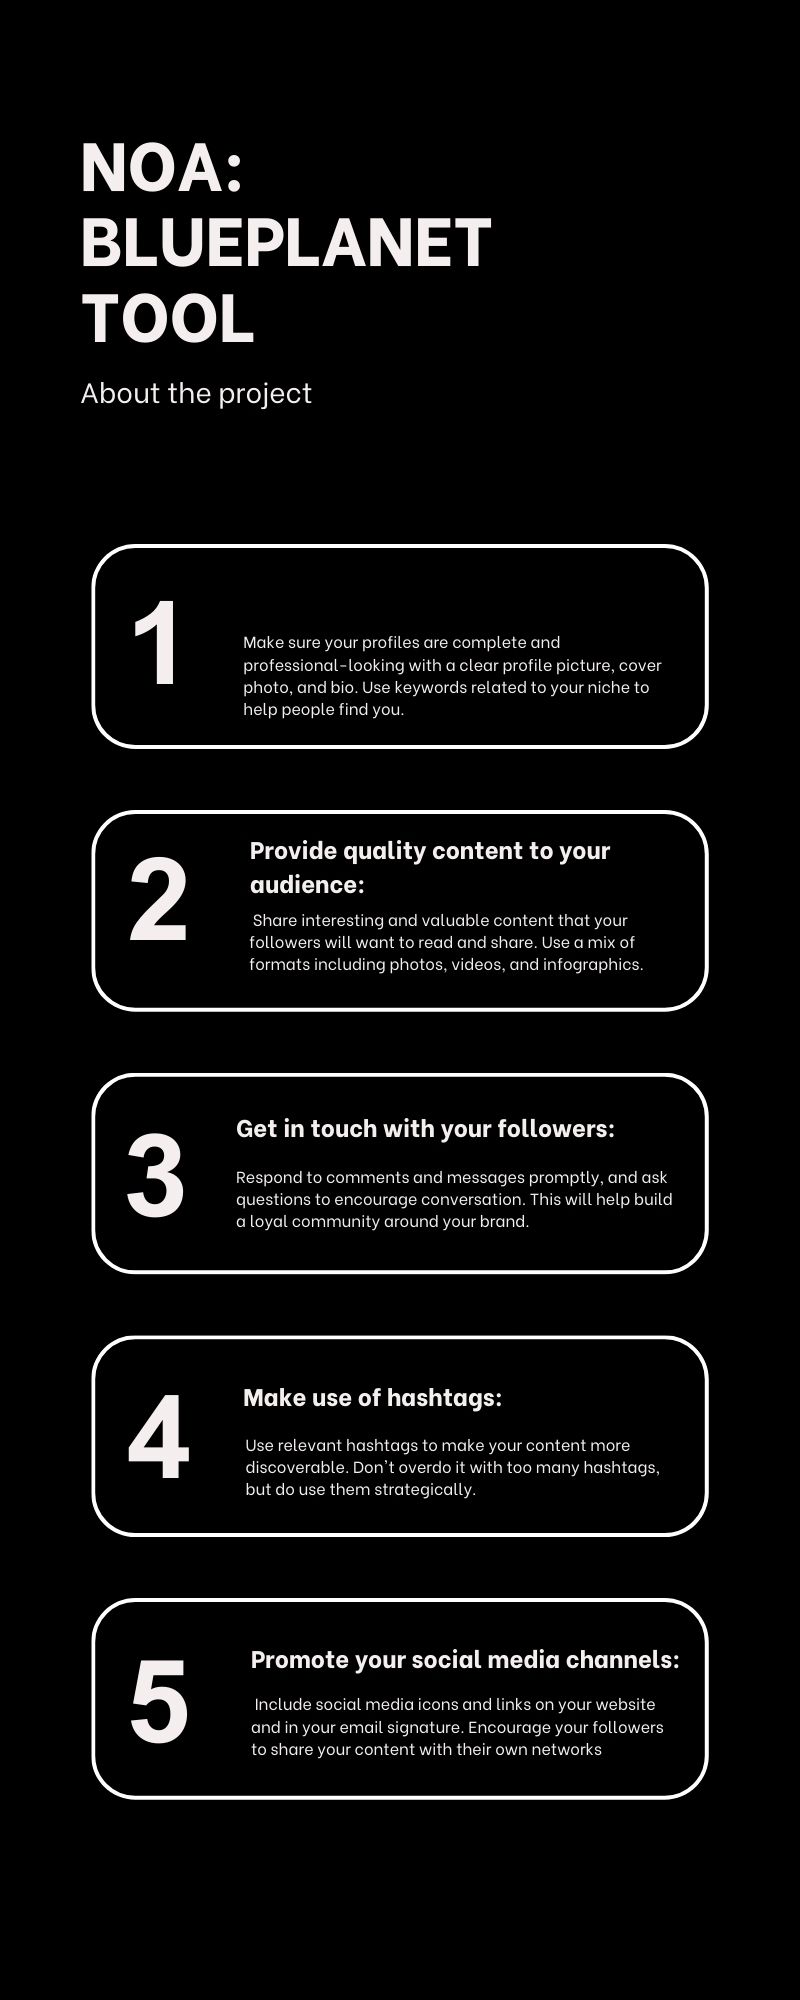 NOA:
BLUEPLANET
TOOL
About the project
1
Make sure your profiles are complete and
professional-looking with a clear profile picture, cover
photo, and bio. Use keywords related to your niche to
help people find you.
2
Provide quality content to your
audience:
Share interesting and valuable content that your
followers will want to read and share. Use a mix of
formats including photos, videos, and infographics.
3
Get in touch with your followers:
Respond to comments and messages promptly, and ask
questions to encourage conversation. This will help build
a loyal community around your brand.
4
Make use of hashtags:
Use relevant hashtags to make your content more
discoverable. Don't overdo it with too many hashtags,
but do use them strategically.
5
Promote your social media channels:
Include social media icons and links on your website
and in your email signature. Encourage your followers
to share your content with their own networks